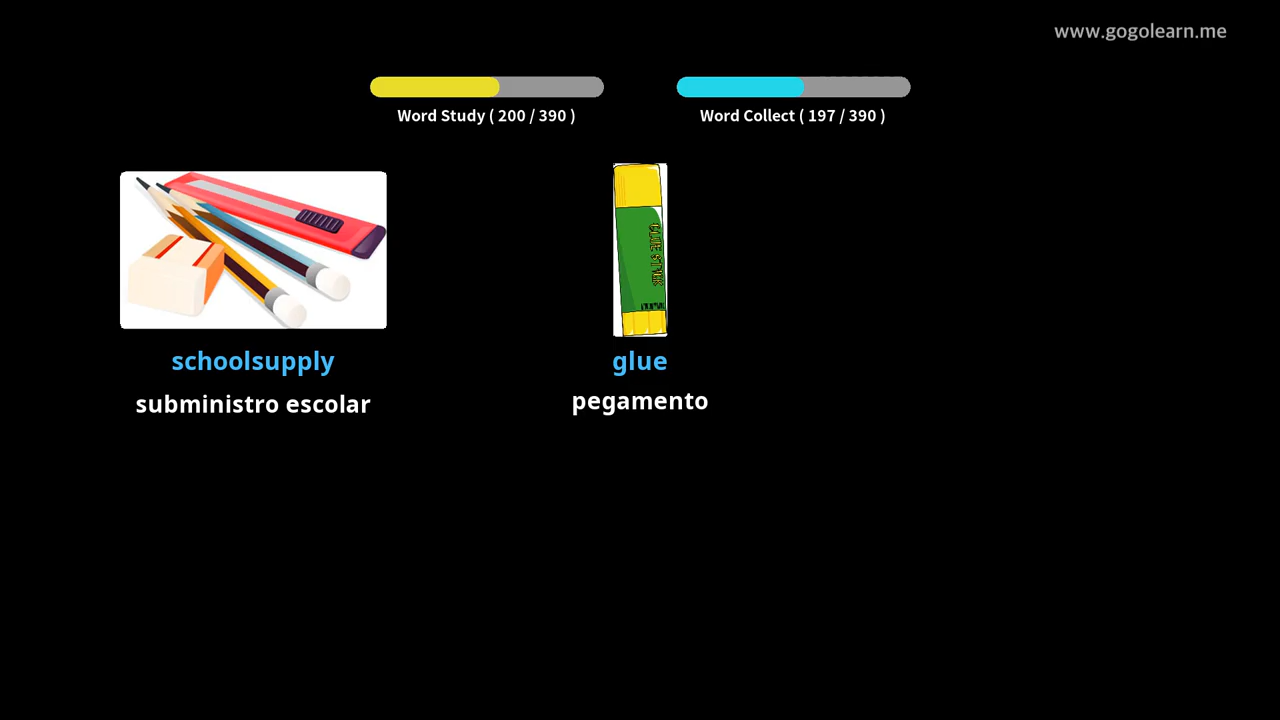 www.gogolearn.me
Word Study ( 200 / 390 )
Word Collect ( 197 / 390 )
schoolsupply
glue
subministro escolar
pegamento